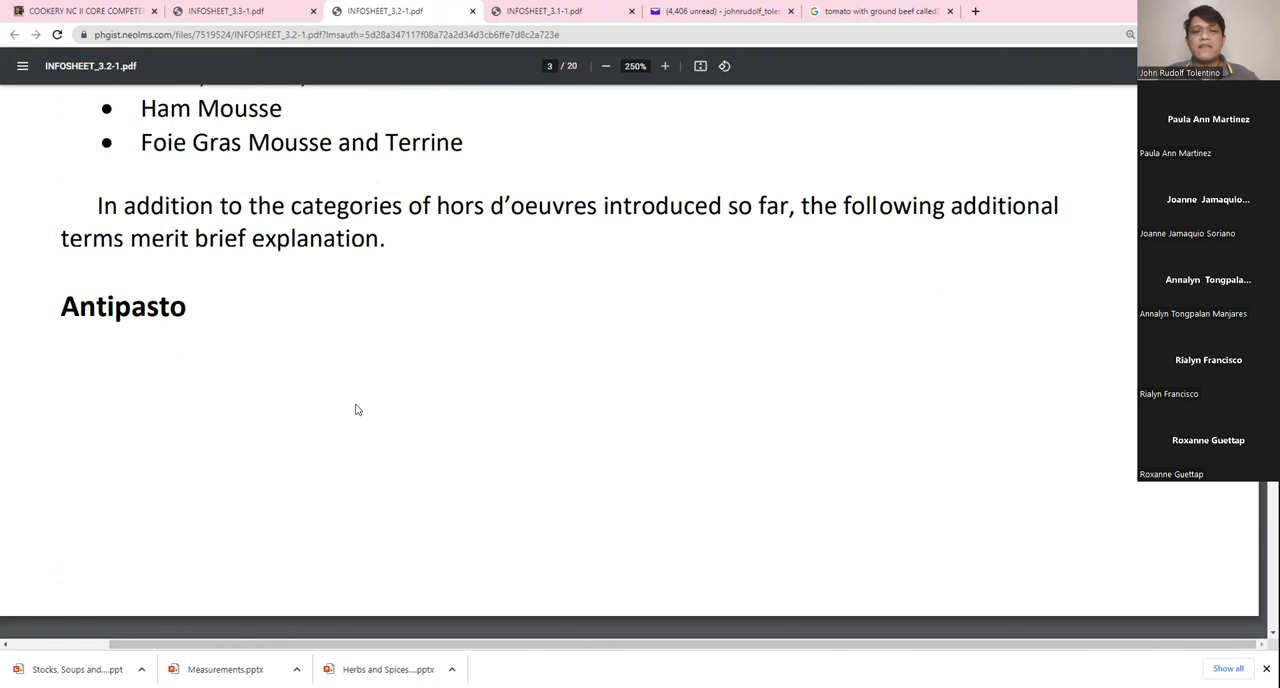 COOKERY NC II CORE COMPETE
INFOSHEET_3.3-1.pdf
INFOSHEET_3.2-1.pdf
INFOSHEET_3.1-1.pdf
(4,406 unread) - johnrudolf_tolen
tomato with ground beef called
phgist.neolms.com/files/7519524/INFOSHEET_3.2-1.pdf?lmsauth=5d28a347117f08a72a2d34d3cb6ffe7d8c2a723e
INFOSHEET_3.2-1.pdf
3 / 20
250%
John Rudolf Tolentino
• Ham Mousse
• Foie Gras Mousse and Terrine
In addition to the categories of hors d’oeuvres introduced so far, the following additional
terms merit brief explanation.
Antipasto
Paula Ann Martinez
Paula Ann Martinez
Joanne Jamaquio...
Joanne Jamaquio Soriano
Annalyn Tongpala...
Annalyn Tongpalan Manjares
Rialyn Francisco
Rialyn Francisco
Roxanne Guettap
Roxanne Guettap
Stocks, Soups and....ppt
Measurements.pptx
Herbs and Spices....pptx
Show all